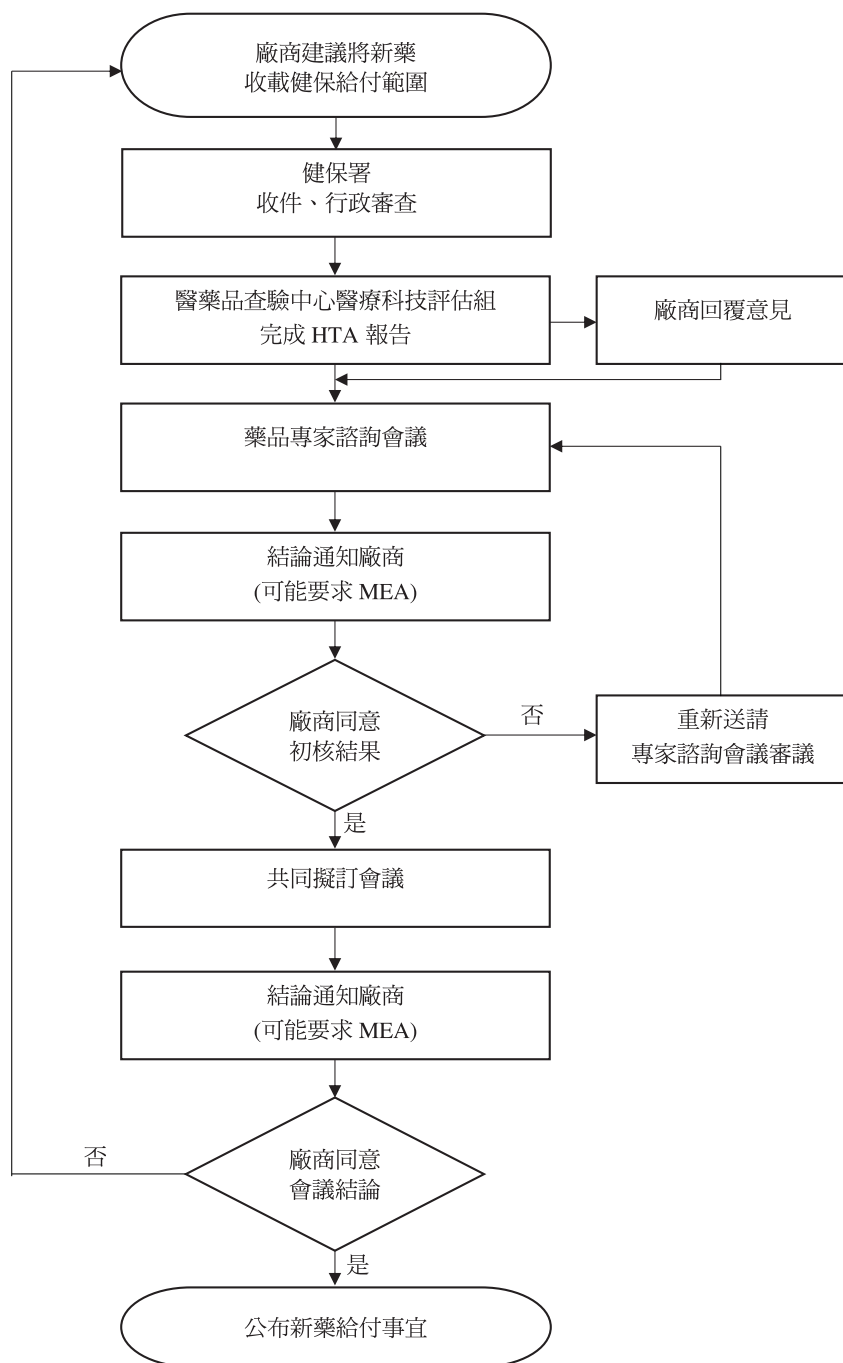 廠商建議將新藥
收載健保給付範圍
健保署
收件、行政審查
醫藥品查驗中心醫療科技評估組
完成 HTA 報告
廠商回覆意見
藥品專家諮詢會議
結論通知廠商
(可能要求 MEA)
廠商同意
初核結果
否
重新送請
專家諮詢會議審議
是
共同擬訂會議
結論通知廠商
(可能要求 MEA)
否
廠商同意
會議結論
是
公布新藥給付事宜